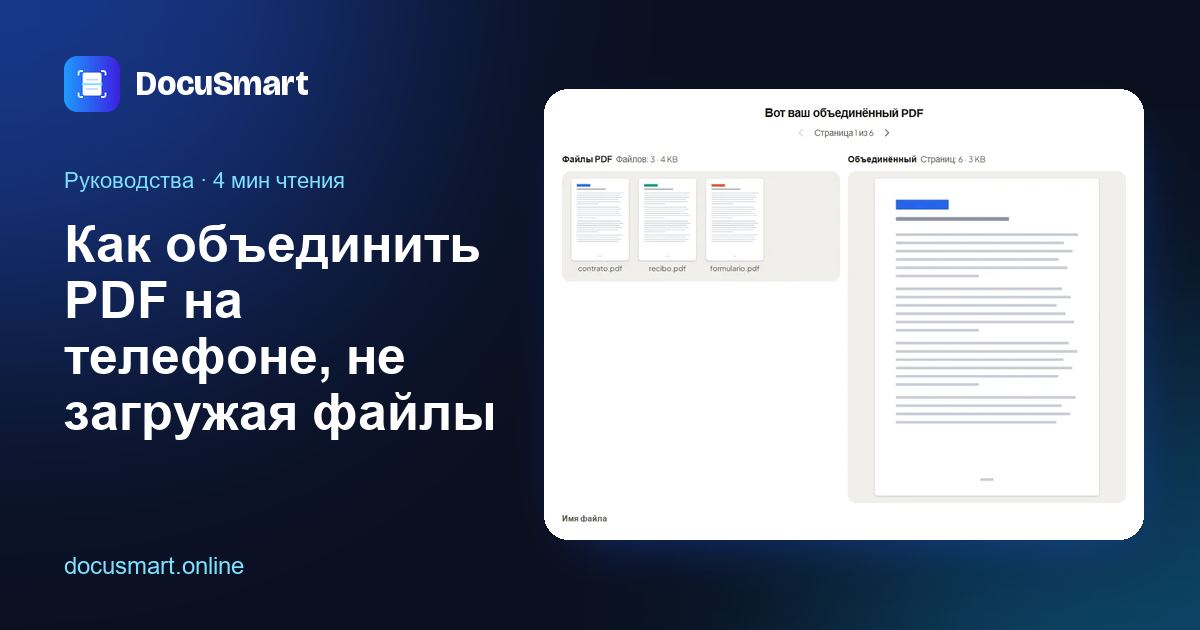 DocuSmart
Руководства · 4 мин чтения
Как объединить
PDF на
телефоне, не
загружая файлы
docusmart.online
Вот ваш объединённый PDF
Страница 1 из 6
Файлы PDF Файлов: 3 · 4 KB
contrato.pdf recibo.pdf formulario.pdf
Объединённый Страниц: 6 · 3 KB
Имя файла